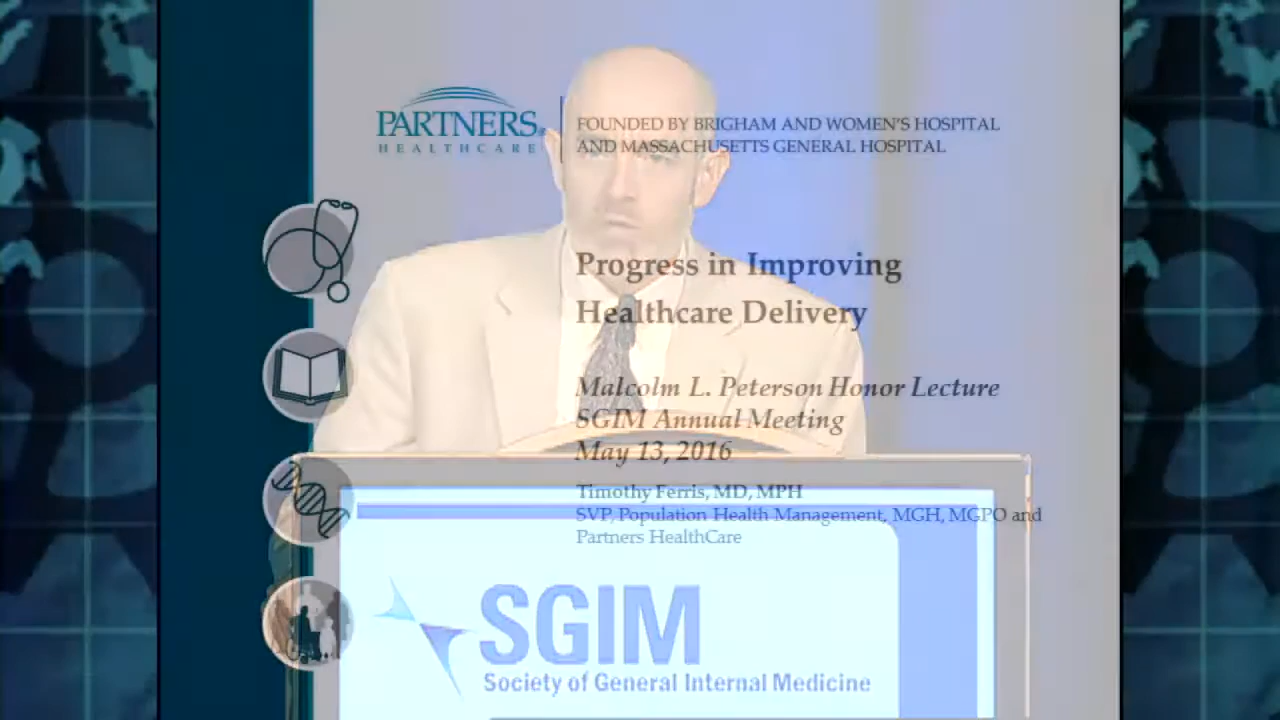 PARTNERS
HEALTHCARE
FOUNDED BY BRIGHAM AND WOMEN'S HOSPITAL
AND MASSACHUSETTS GENERAL HOSPITAL
Progress in Improving
Healthcare Delivery
Malcolm L. Peterson Honor Lecture
SGIM Annual Meeting
May 13, 2016
Timothy Ferris, MD, MPH
SVP, Population Health Management, MGH, MGPO and
Partners HealthCare
SGIM
Society of General Internal Medicine